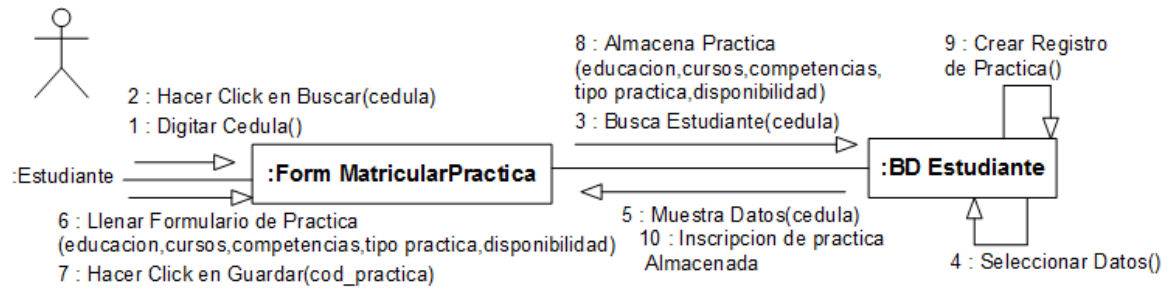 8 : Almacena Practica
(educacion,cursos,competencias,
tipo practica,disponibilidad)
3 : Busca Estudiante(cedula)
9 : Crear Registro
de Practica()
2 : Hacer Click en Buscar(cedula)
1 : Digitar Cedula()
:Estudiante
:Form MatricularPractica
:BD Estudiante
6 : Llenar Formulario de Practica
(educacion,cursos,competencias,tipo practica,disponibilidad)
7 : Hacer Click en Guardar(cod_practica)
5 : Muestra Datos(cedula)
10 : Inscripcion de practica
Almacenada
4 : Seleccionar Datos()